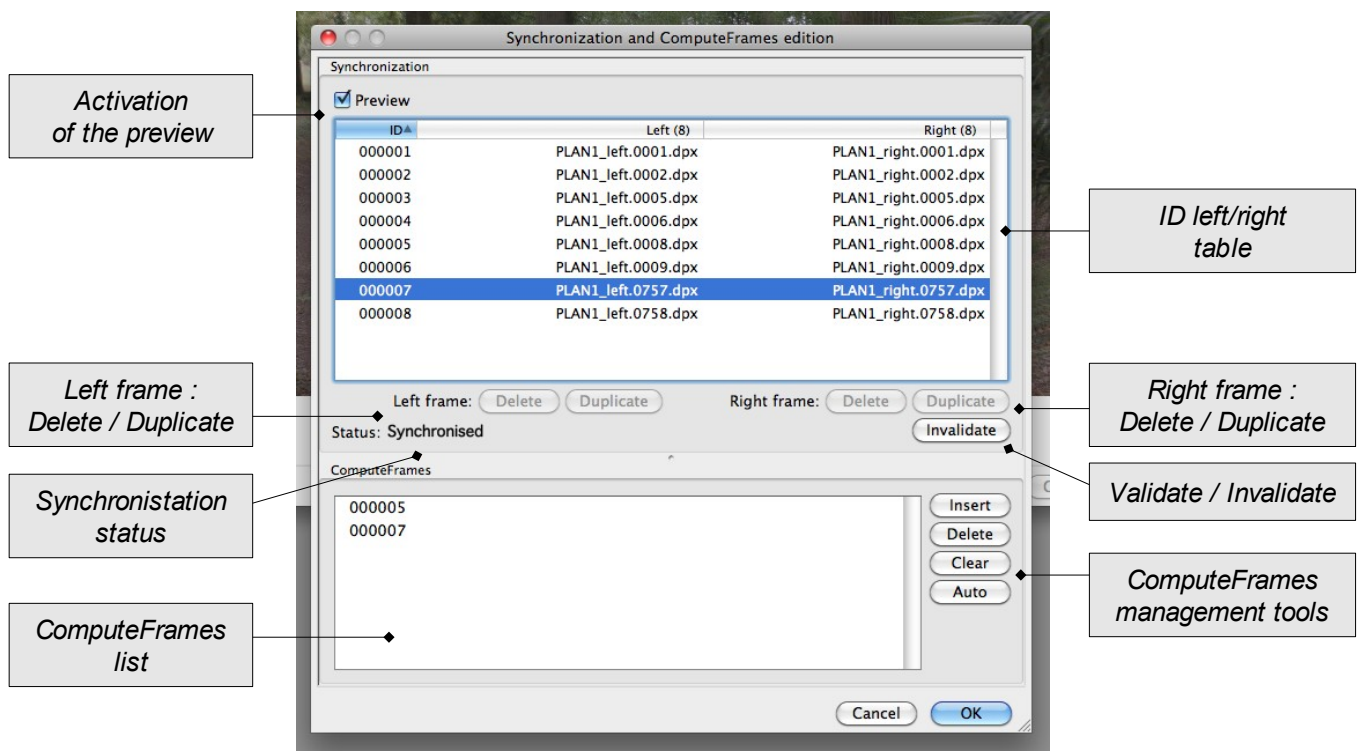 Synchronization and ComputeFrames edition
Synchronization
Activation
of the preview
Preview
ID Left (8) Right (8)
000001 PLAN1_left.0001.dpx PLAN1_right.0001.dpx
000002 PLAN1_left.0002.dpx PLAN1_right.0002.dpx
000003 PLAN1_left.0005.dpx PLAN1_right.0005.dpx
000004 PLAN1_left.0006.dpx PLAN1_right.0006.dpx
000005 PLAN1_left.0008.dpx PLAN1_right.0008.dpx
000006 PLAN1_left.0009.dpx PLAN1_right.0009.dpx
000007 PLAN1_left.0757.dpx PLAN1_right.0757.dpx
000008 PLAN1_left.0758.dpx PLAN1_right.0758.dpx
ID left/right
table
Left frame :
Delete / Duplicate
Left frame: Delete Duplicate Right frame: Delete Duplicate
Right frame :
Delete / Duplicate
Status: Synchronised Invalidate
Synchronistation
status
Validate / Invalidate
ComputeFrames
000005
000007
Insert
Delete
Clear
Auto
ComputeFrames
management tools
ComputeFrames
list
Cancel OK